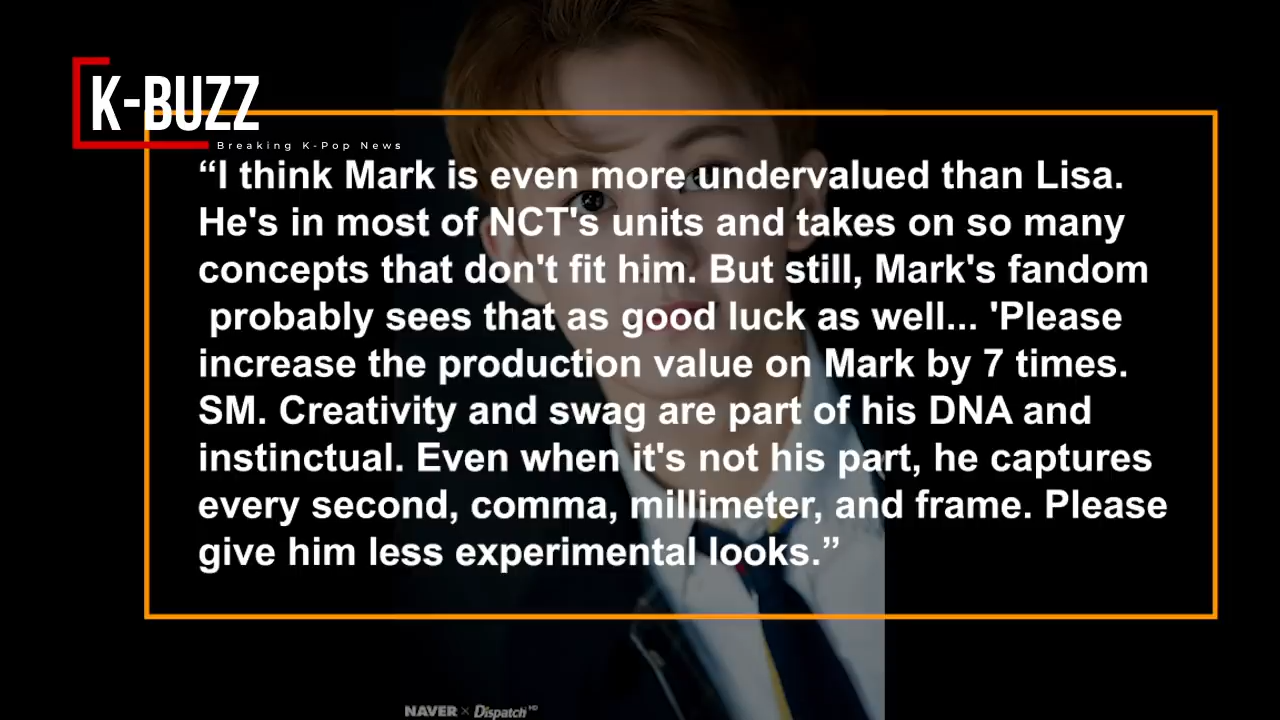 K-BUZZ
Breaking K-Pop News
“I think Mark is even more undervalued than Lisa.
He's in most of NCT's units and takes on so many
concepts that don't fit him. But still, Mark's fandom
probably sees that as good luck as well... 'Please
increase the production value on Mark by 7 times.
SM. Creativity and swag are part of his DNA and
instinctual. Even when it's not his part, he captures
every second, comma, millimeter, and frame. Please
give him less experimental looks.”
NAVER × Dispatch HD